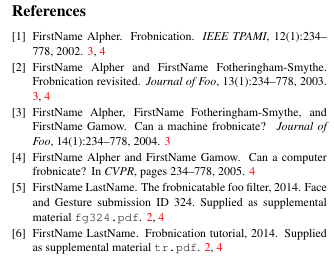 References
[1] FirstName Alpher. Frobnication. IEEE TPAMI, 12(1):234–
778, 2002. 3, 4
[2] FirstName Alpher and FirstName Fotheringham-Smythe.
Frobnication revisited. Journal of Foo, 13(1):234–778, 2003.
3, 4
[3] FirstName Alpher, FirstName Fotheringham-Smythe, and
FirstName Gamow. Can a machine frobnicate? Journal of
Foo, 14(1):234–778, 2004. 3
[4] FirstName Alpher and FirstName Gamow. Can a computer
frobnicate? In CVPR, pages 234–778, 2005. 4
[5] FirstName LastName. The frobnicatable foo filter, 2014. Face
and Gesture submission ID 324. Supplied as supplemental
material fg324.pdf. 2, 4
[6] FirstName LastName. Frobnication tutorial, 2014. Supplied
as supplemental material tr.pdf. 2, 4